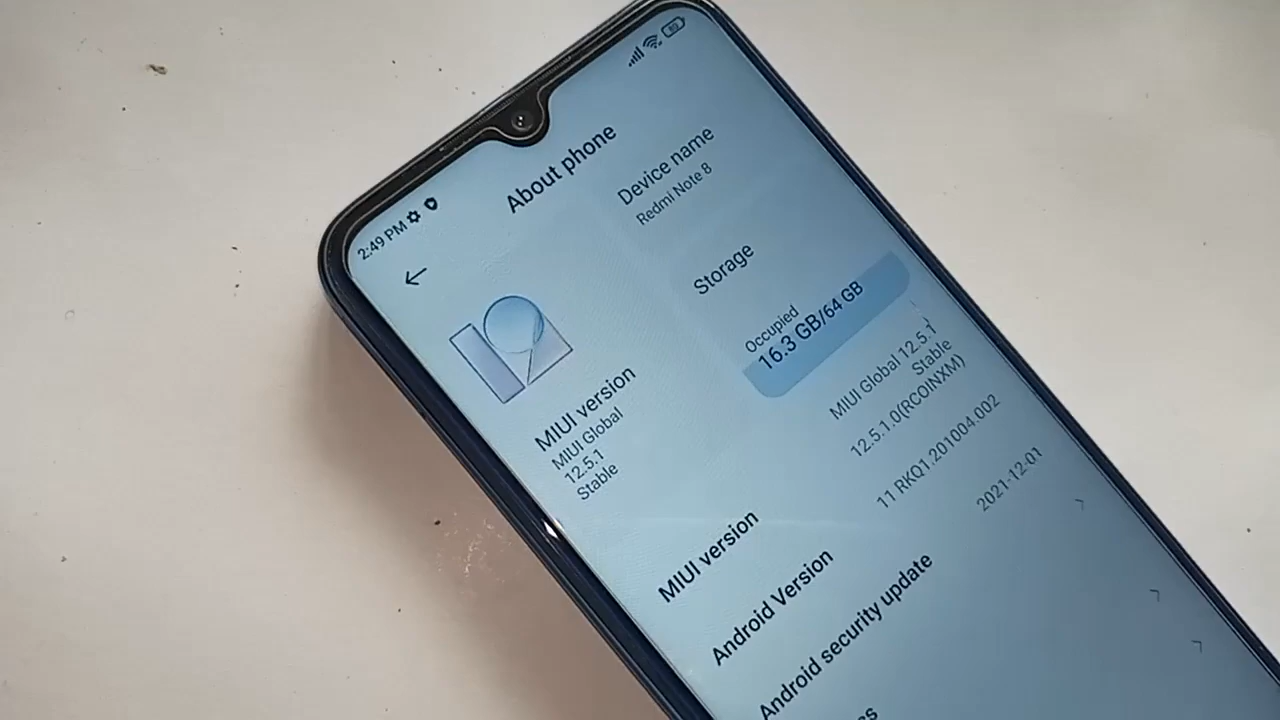 2:49 PM
About phone
Device name
Redmi Note 8
Storage
Occupied
16.3 GB/64 GB
MIUI version
MIUI Global
12.5.1
Stable
MIUI version
MIUI Global 12.5.1
Stable
12.5.1.0(RCOINXM)
Android Version
11 RKQ1.201004.002
Android security update
2021-12-01